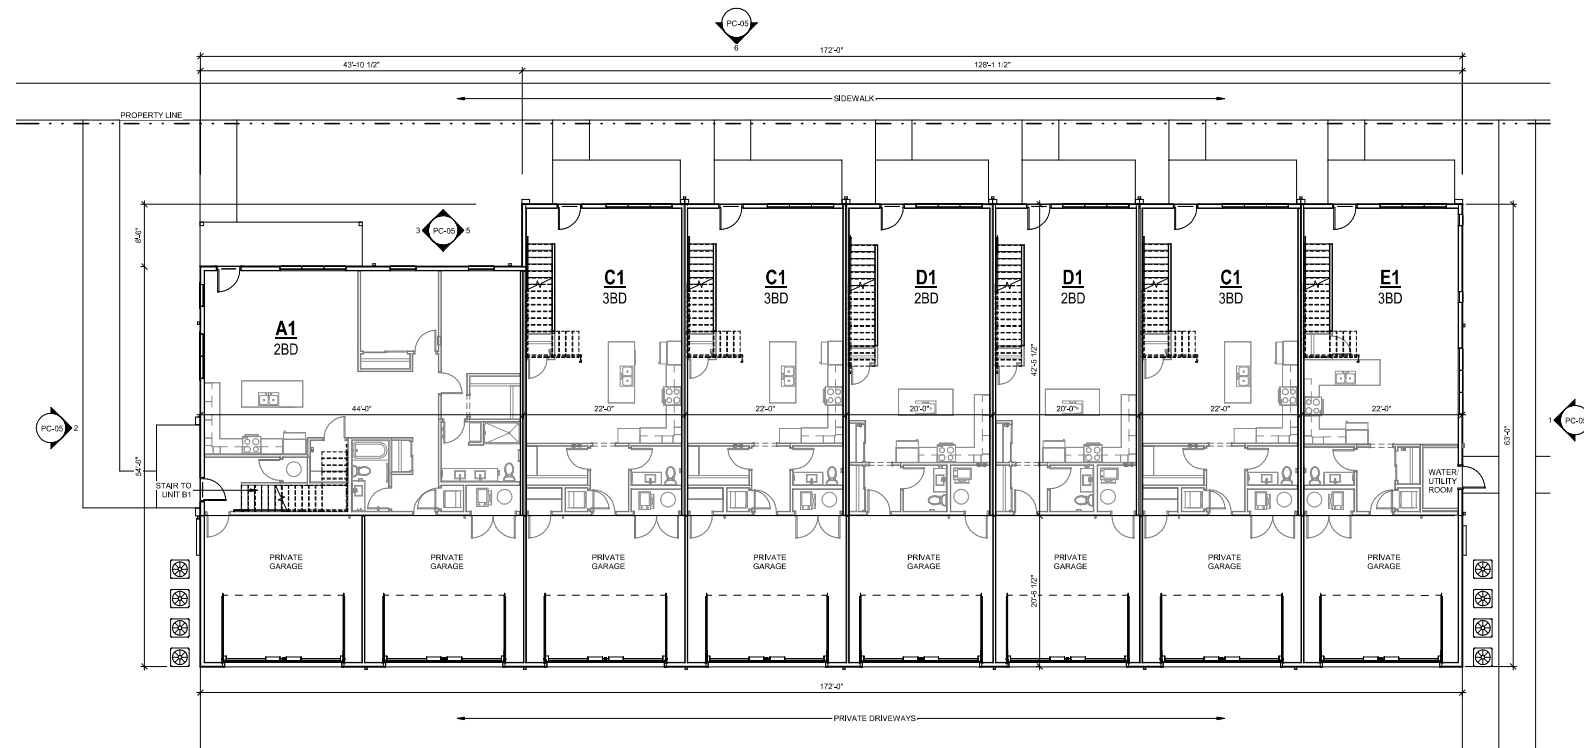 PC-05
6
172'-0"
43'-10 1/2"
128'-1 1/2"
SIDEWALK
PROPERTY LINE
8'-6"
3
PC-05
5
C1
3BD
C1
3BD
D1
2BD
D1
2BD
C1
3BD
E1
3BD
A1
2BD
42'-5 1/2"
44'-0"
22'-0"
22'-0"
20'-0"
20'-0"
22'-0"
22'-0"
PC-05
2
1
PC-05
63'-0"
54'-6"
STAIR TO
UNIT B1
WATER/
UTILITY
ROOM
PRIVATE
GARAGE
PRIVATE
GARAGE
PRIVATE
GARAGE
PRIVATE
GARAGE
PRIVATE
GARAGE
PRIVATE
GARAGE
PRIVATE
GARAGE
PRIVATE
GARAGE
20'-6 1/2"
172'-0"
PRIVATE DRIVEWAYS